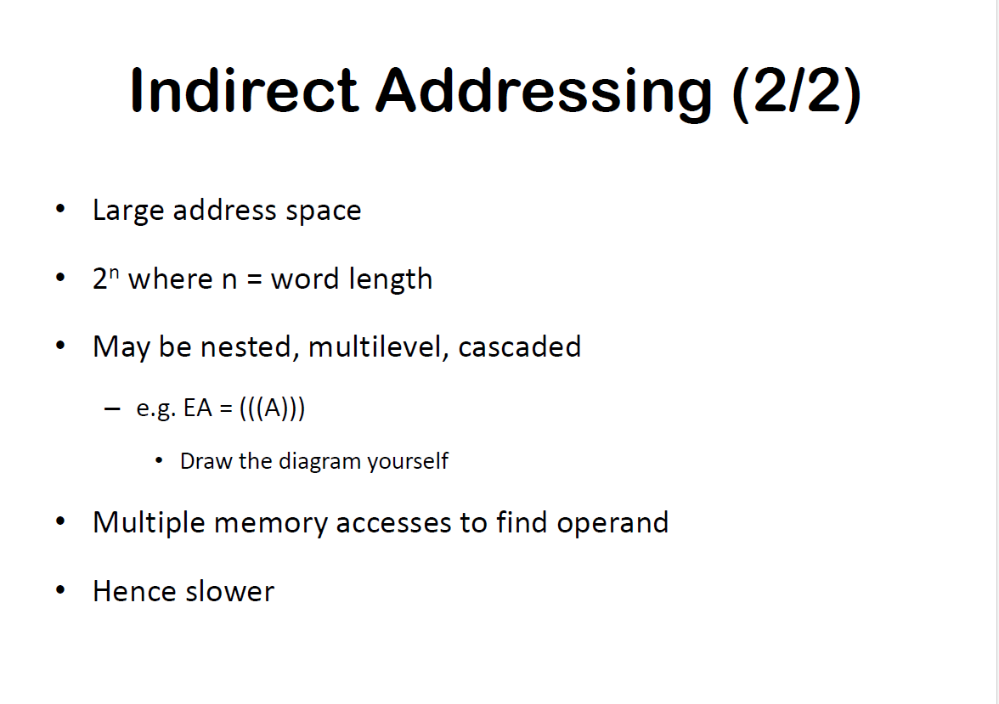 Indirect Addressing (2/2)
• Large address space
• 2ⁿ where n = word length
• May be nested, multilevel, cascaded
– e.g. EA = (((A)))
• Draw the diagram yourself
• Multiple memory accesses to find operand
• Hence slower